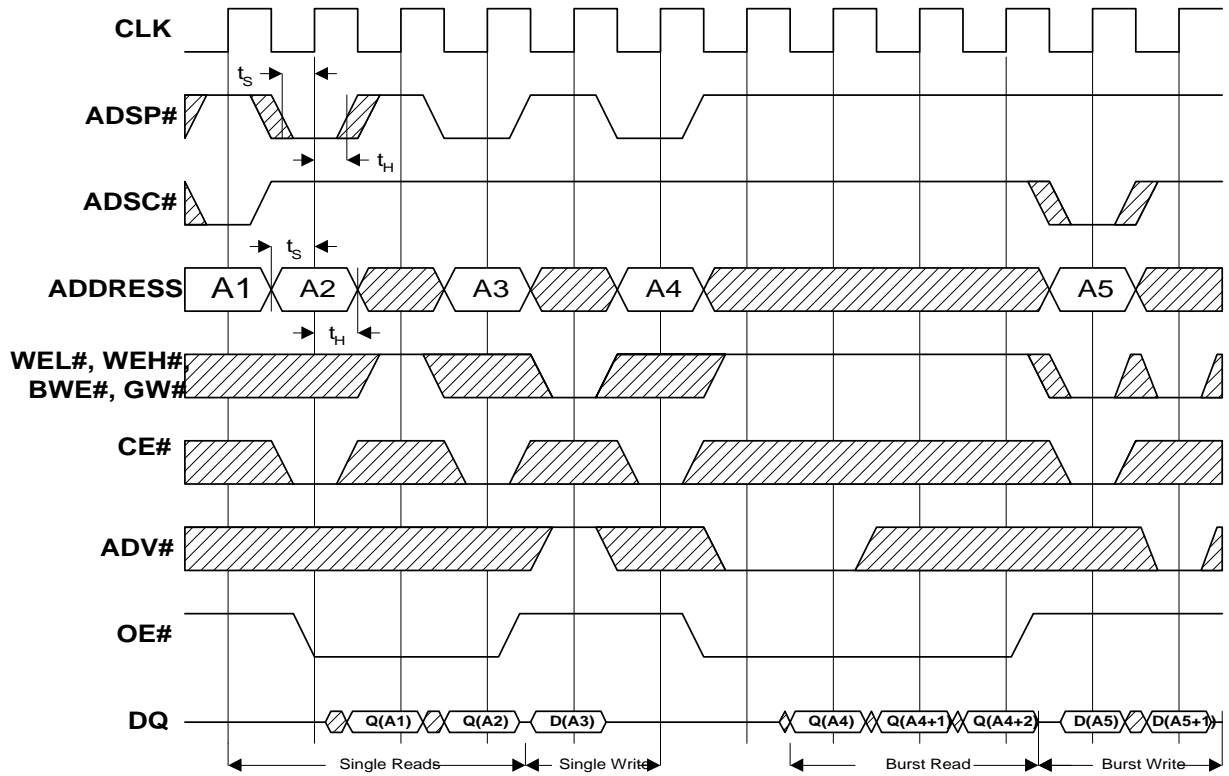 CLK
tS
ADSP#
tH
ADSC#
tS
ADDRESS A1 A2 A3 A4 A5
tH
WEL#, WEH#,
BWE#, GW#
CE#
ADV#
OE#
DQ Q(A1) Q(A2) D(A3) Q(A4) Q(A4+1) Q(A4+2) D(A5) D(A5+1)
Single Reads Single Write Burst Read Burst Write